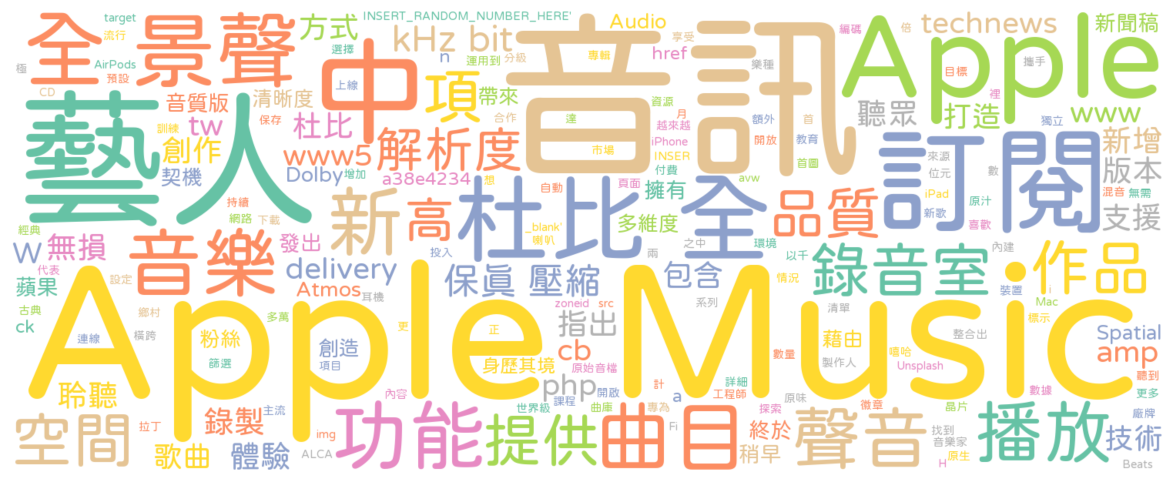 target
全景聲
方式
INSERT_RANDOM_NUMBER_HERE'
kHz bit
Audio
technews
新聞稿
流行
選擇
n
運用到
分級
專輯
享受
href
編碼
倍
Apple
極
AirPods
預設
中
項
音訊
業種
目標
攜手
裡
CD
音質版
清晰度
上線
帶來
資源
月
額外
首
聽眾
打造
www
藝人
訓練
保存
合作
達
越來越
iPhone
開放
教育
獨立
tw
杜比
解析度
市場
INSER
付費
首圖
訂閱
來源
位元
數
新增
創作
www5
版本
契機
Dolby
增加
a38e4234
想
自動
頁面
擁有
avw
iPad
原汁
混音
無需
持續
網路
下載
新
高
杜比 全
品質
新歌
喜歡
支援
經典
_blank'
喇叭
多維度
W
無損
音樂
發出
投入
兩
之中
環境
以千
錄音室
內建
作品
代表
蘋果
delivery
保真 壓縮
包含
情況
裝置
Mac
i
標示
古典
設定
Atmos
耳機
zoneid
src
系列
清單
ck
鄉村
多萬
更
正
指出
整合出
Spatial
連線
橫跨
粉絲
創造
Apple Music
數量
藉由
嘻哈
amp
篩選
項目
身歷其境
原始音檔
cb
製作人
Unsplash
聽到
聆聽
內容
php
課程
開啟
a
計
詳細
工程師
原味
徽章
數據
更多
空間
錄製
主流
功能
提供
世界級
曲庫
專為
曲目
探索
聲音
晶片
播放
廠牌
拉丁
img
Fi
終於
找到
音樂家
技術
歌曲
體驗
ALCA
稍早
H
原生
Beats